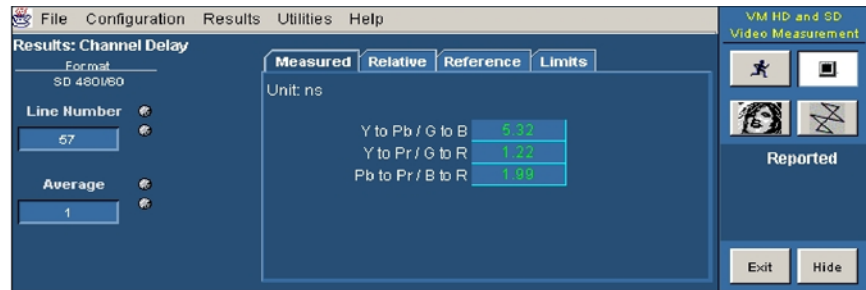 File Configuration Results Utilities Help
VM HD and SD
Video Measurement
Results: Channel Delay
Format
SD 480I/60
Line Number
57
Average
1
Measured Relative Reference Limits
Unit: ns
Y to Pb / G to B 5.32
Y to Pr / G to R 1.22
Pb to Pr / B to R 1.99
Reported
Exit Hide